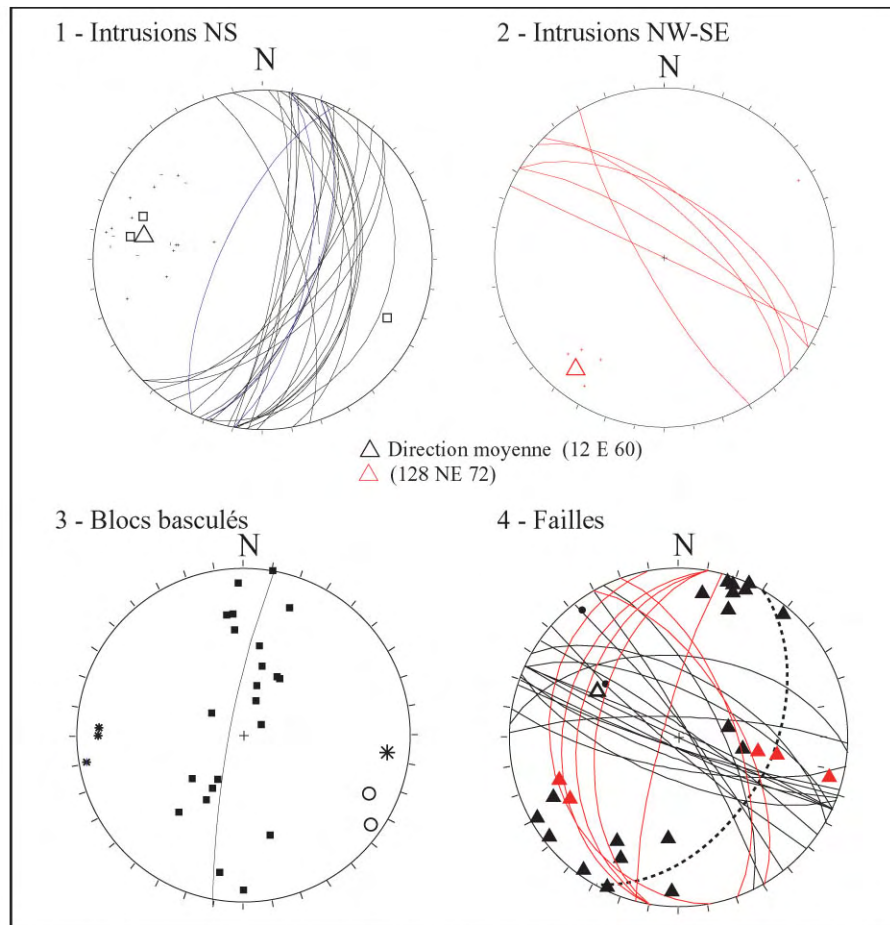 1 - Intrusions NS
2 - Intrusions NW-SE
N
N
Direction moyenne (12 E 60)
(128 NE 72)
3 - Blocs basculés
4 - Failles
N
N